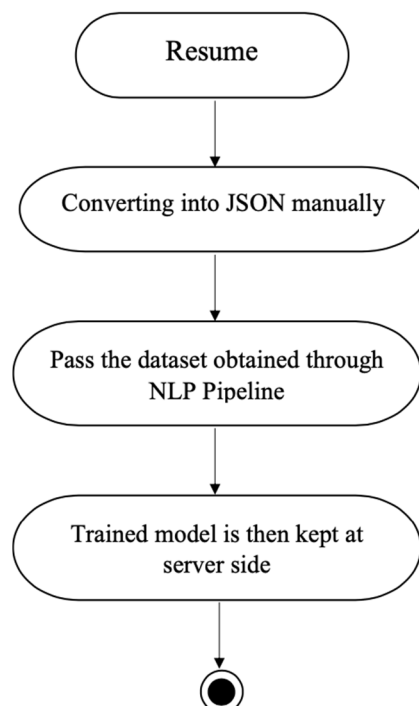 Resume
Converting into JSON manually
Pass the dataset obtained through
NLP Pipeline
Trained model is then kept at
server side